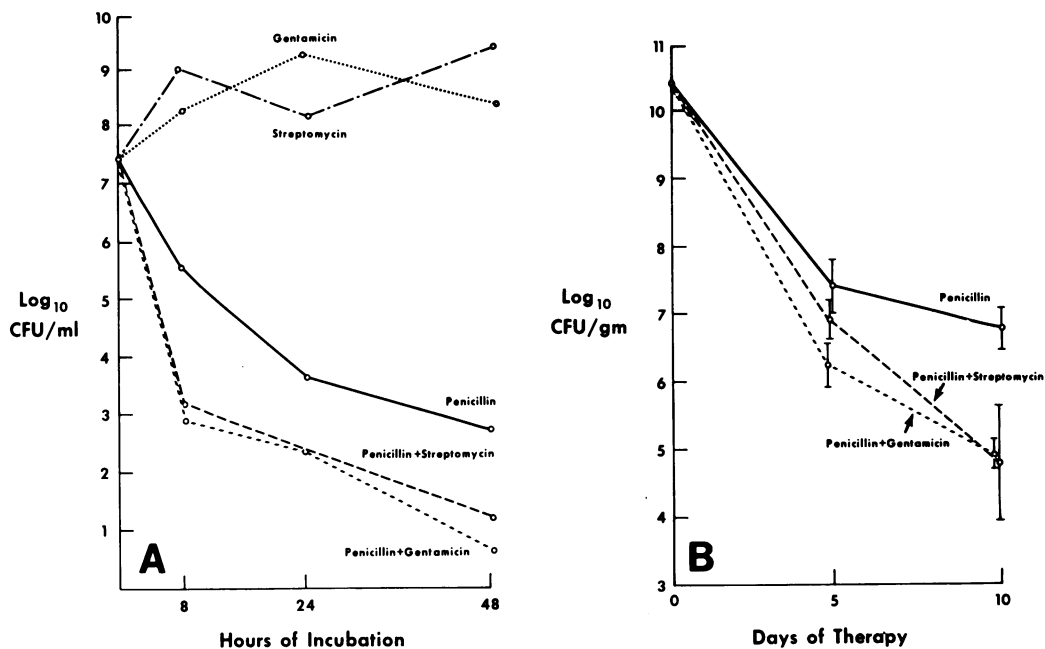 10
9
8
7
6
5
4
3
2
1
Log10
CFU/ml
Gentamicin
Streptomycin
Penicillin
Penicillin+Streptomycin
Penicillin+Gentamicin
A
8
24
48
Hours of Incubation
11
10
9
8
7
6
5
4
3
Log10
CFU/gm
Penicillin
Penicillin+Streptomycin
Penicillin+Gentamicin
B
0
5
10
Days of Therapy